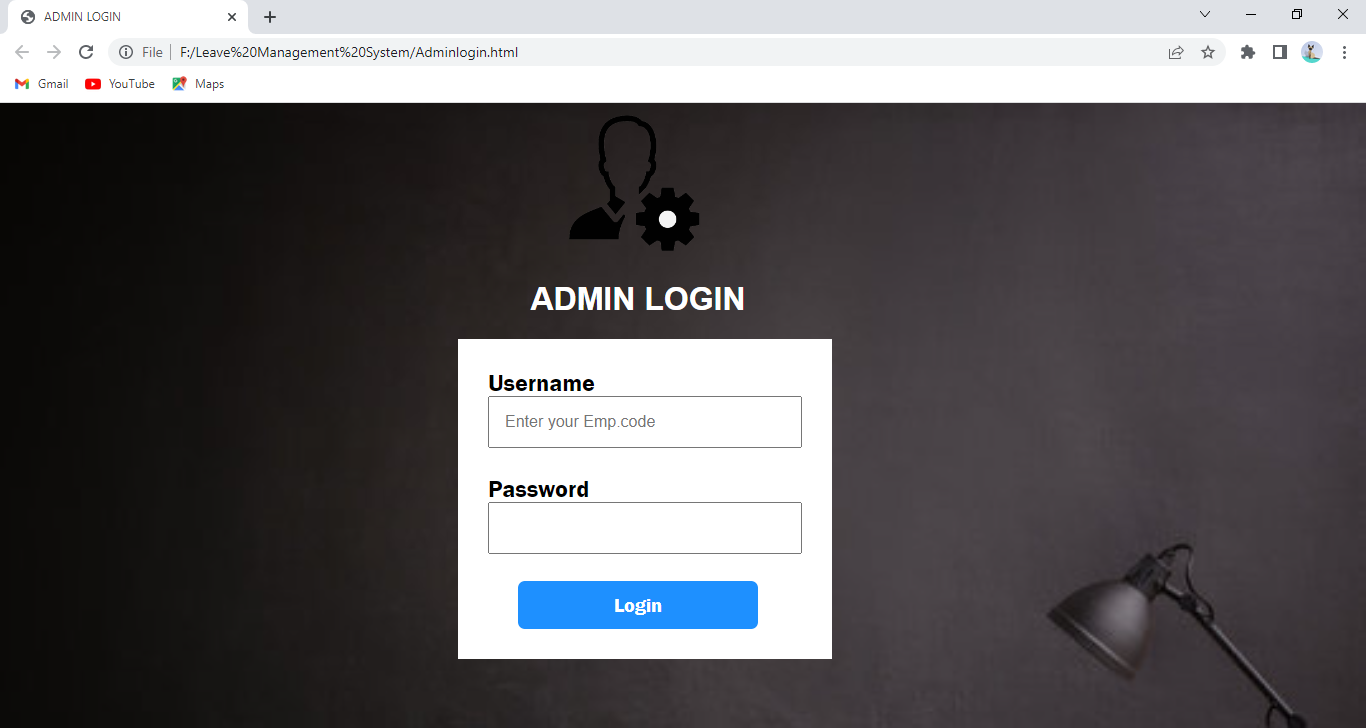 ADMIN LOGIN
File F:/Leave%20Management%20System/Adminlogin.html
Gmail YouTube Maps
ADMIN LOGIN
Username
Enter your Emp.code
Password
Login